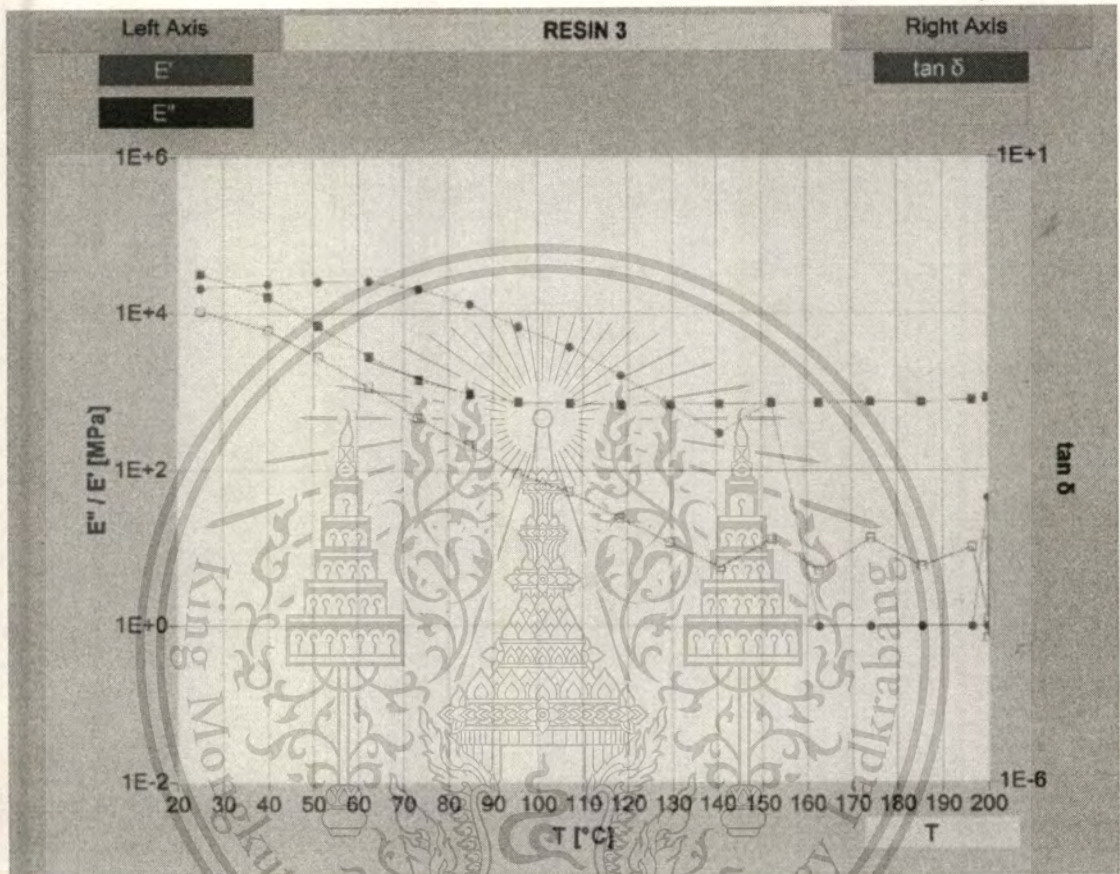 Left Axis RESIN 3 Right Axis
E' tan δ
E"
1E+6 1E+1
1E+4
1E+2
1E+0
1E-2 1E-6
E" / E' [MPa]
tan δ
20 30 40 50 60 70 80 90 100 110 120 130 140 150 160 170 180 190 200
T [°C] T
King Mongkut
Ladkrabang